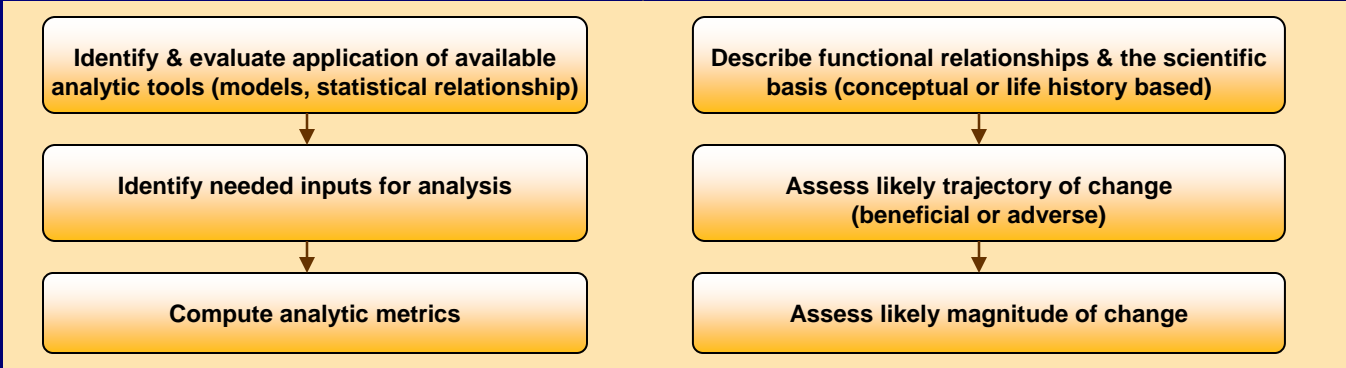 Identify & evaluate application of available
analytic tools (models, statistical relationship)
Identify needed inputs for analysis
Compute analytic metrics
Describe functional relationships & the scientific
basis (conceptual or life history based)
Assess likely trajectory of change
(beneficial or adverse)
Assess likely magnitude of change